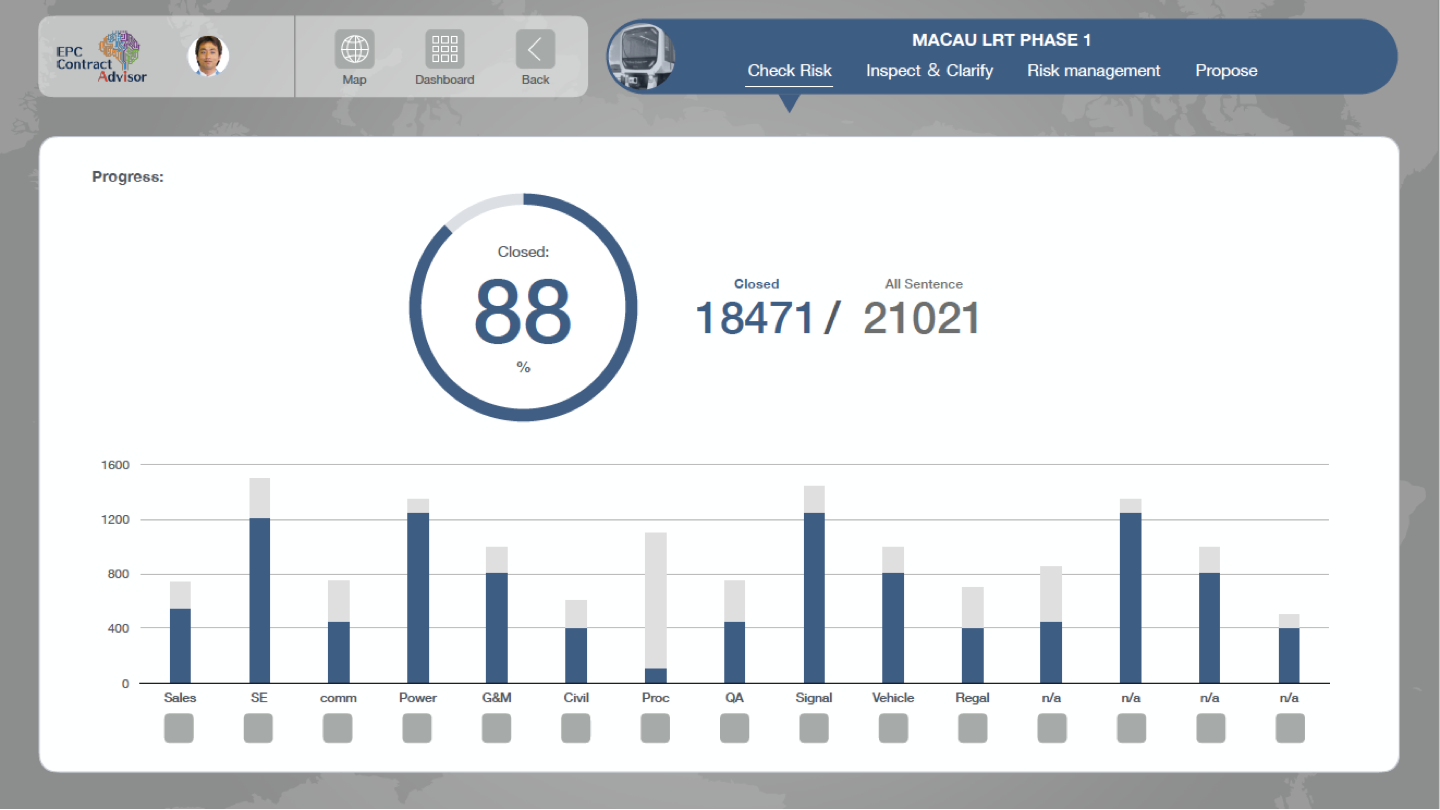 EPC
Contract
Advisor
Map
Dashboard
Back
MACAU LRT PHASE 1
Check Risk
Inspect & Clarify
Risk management
Propose
Progress:
Closed:
88
%
Closed
All Sentence
18471 / 21021
1600
1200
800
400
0
Sales SE comm Power G&M Civil Proc QA Signal Vehicle Regal n/a n/a n/a n/a